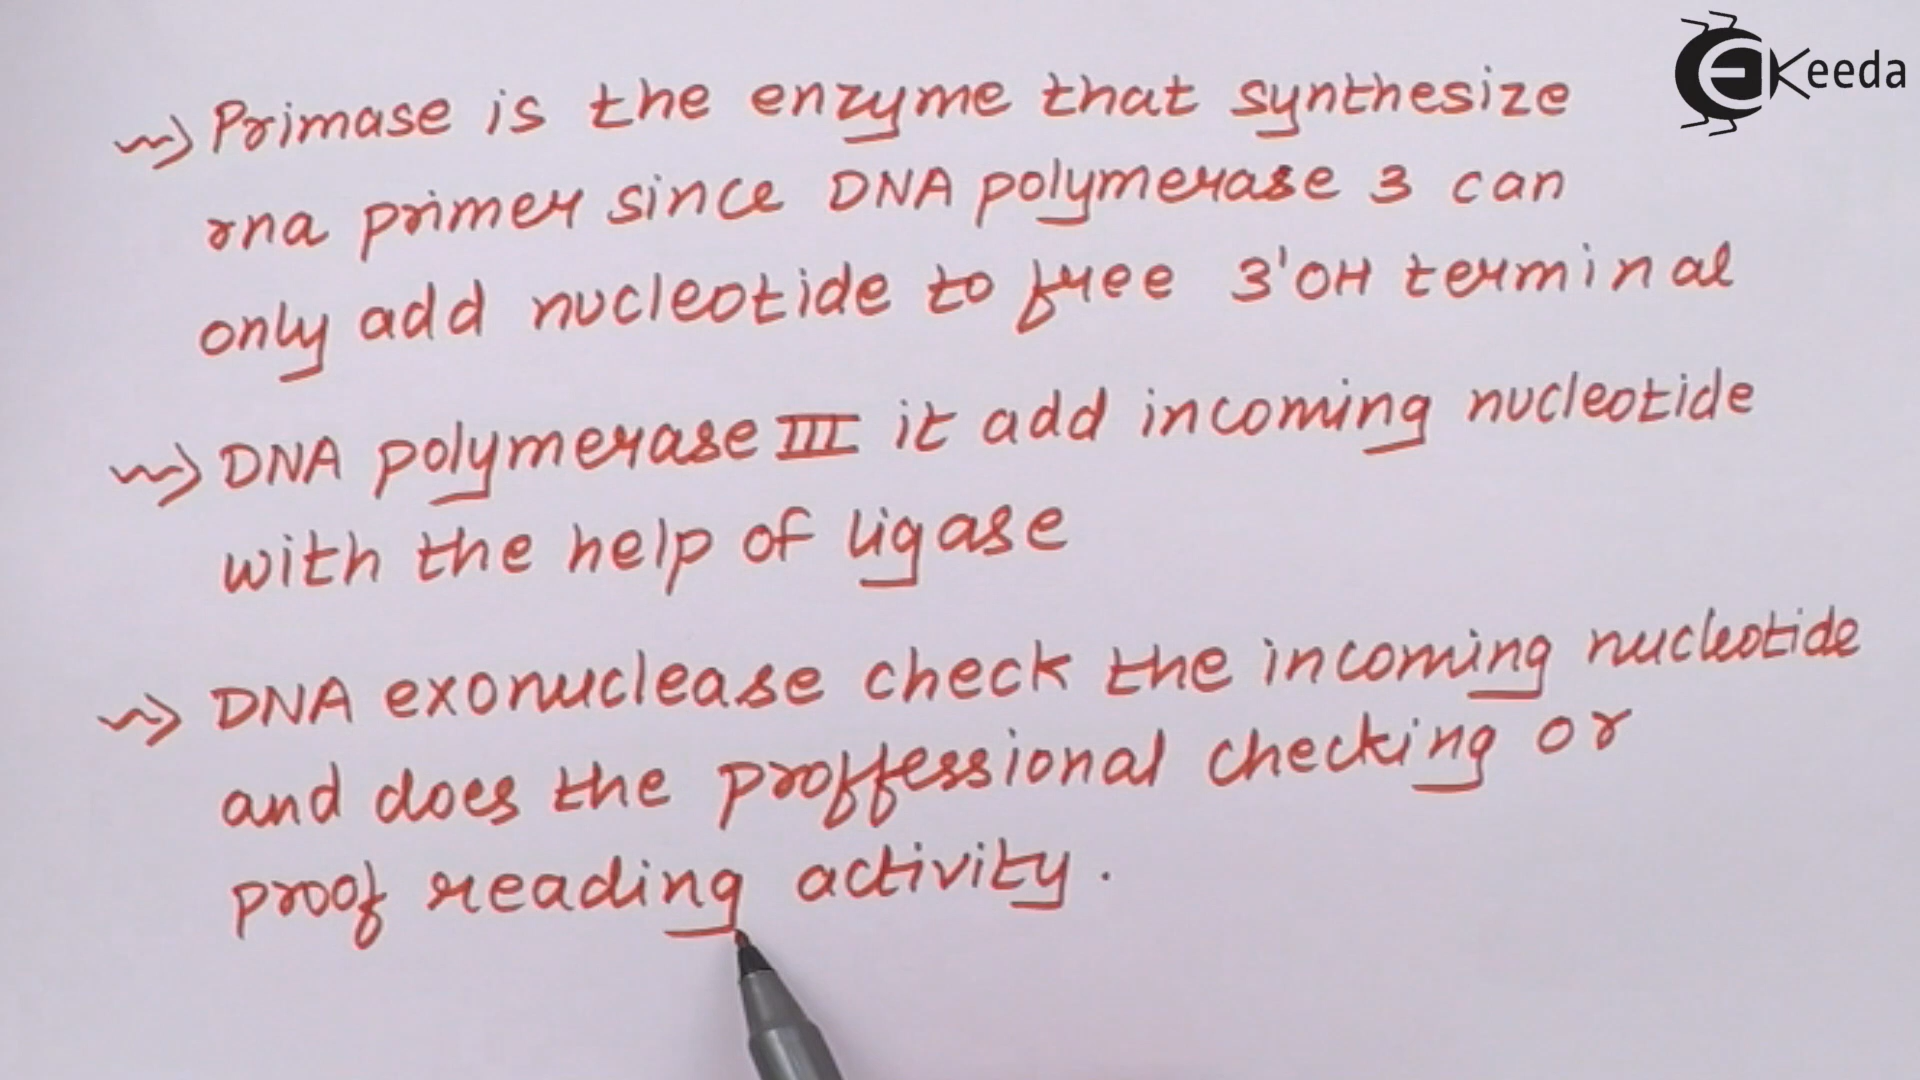 EKeeda
Primase is the enzyme that synthesize
rna primer since DNA polymerase 3 can
only add nucleotide to free 3'OH terminal
DNA polymerase III it add incoming nucleotide
with the help of ligase
DNA exonuclease check the incoming nucleotide
and does the proffessional checking or
proof reading activity.